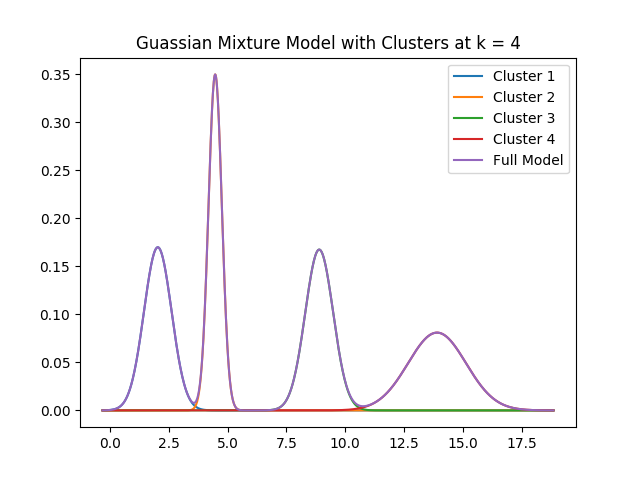 Guassian Mixture Model with Clusters at k = 4
0.35
0.30
0.25
0.20
0.15
0.10
0.05
0.00
Cluster 1
Cluster 2
Cluster 3
Cluster 4
Full Model
0.0 2.5 5.0 7.5 10.0 12.5 15.0 17.5